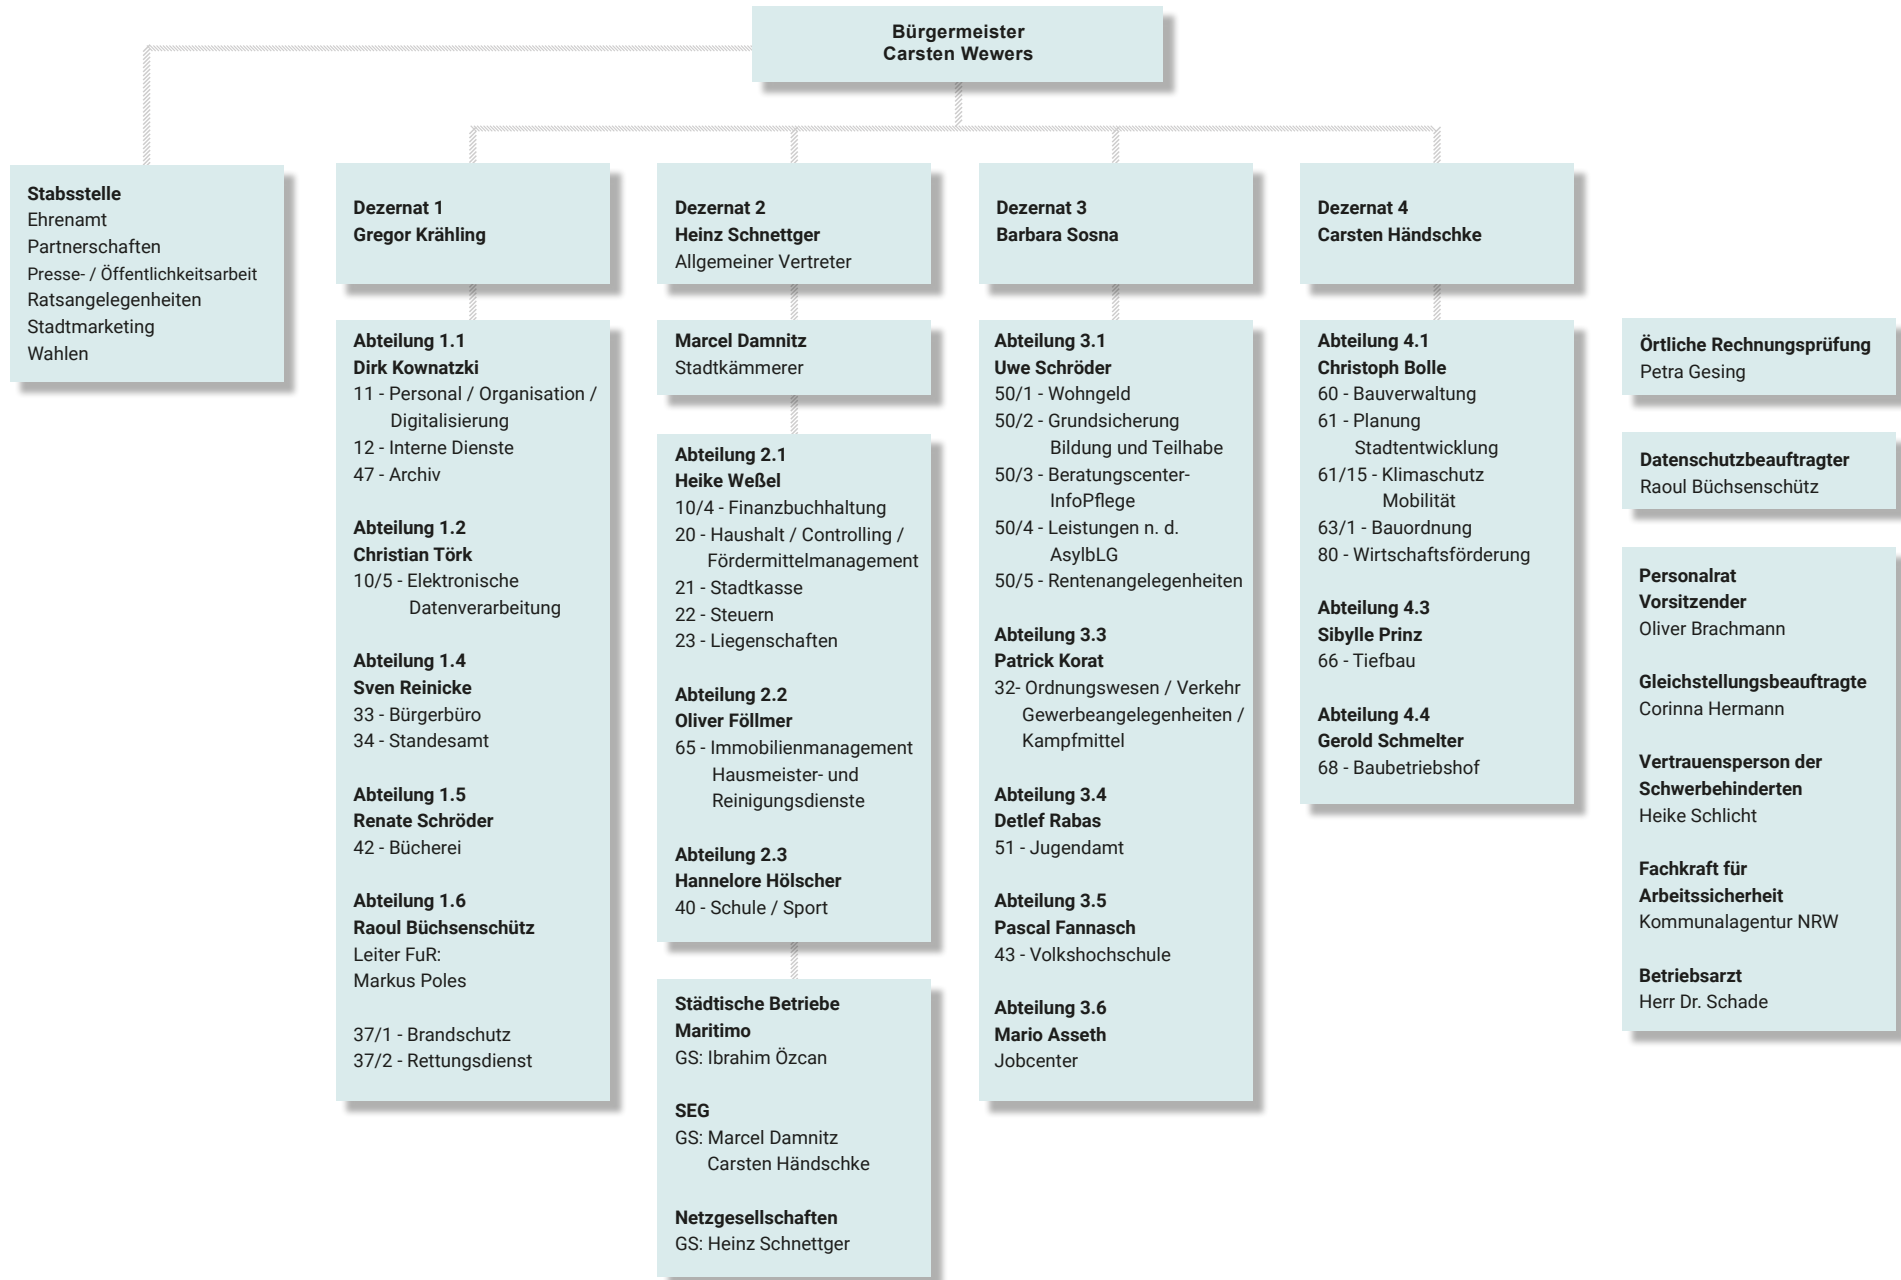 Bürgermeister
Carsten Wewers
Stabsstelle
Ehrenamt
Partnerschaften
Presse- / Öffentlichkeitsarbeit
Ratsangelegenheiten
Stadtmarketing
Wahlen
Dezernat 1
Gregor Krähling
Abteilung 1.1
Dirk Kownatzki
11 - Personal / Organisation /
Digitalisierung
12 - Interne Dienste
47 - Archiv
Abteilung 1.2
Christian Törk
10/5 - Elektronische
Datenverarbeitung
Abteilung 1.4
Sven Reinicke
33 - Bürgerbüro
34 - Standesamt
Abteilung 1.5
Renate Schröder
42 - Bücherei
Abteilung 1.6
Raoul Büchsenschütz
Leiter FuR:
Markus Poles
37/1 - Brandschutz
37/2 - Rettungsdienst
Dezernat 2
Heinz Schnettger
Allgemeiner Vertreter
Marcel Damnitz
Stadtkämmerer
Abteilung 2.1
Heike Weßel
10/4 - Finanzbuchhaltung
20 - Haushalt / Controlling /
Fördermittelmanagement
21 - Stadtkasse
22 - Steuern
23 - Liegenschaften
Abteilung 2.2
Oliver Föllmer
65 - Immobilienmanagement
Hausmeister- und
Reinigungsdienste
Abteilung 2.3
Hannelore Hölscher
40 - Schule / Sport
Städtische Betriebe
Maritimo
GS: Ibrahim Özcan
SEG
GS: Marcel Damnitz
Carsten Händschke
Netzgesellschaften
GS: Heinz Schnettger
Dezernat 3
Barbara Sosna
Abteilung 3.1
Uwe Schröder
50/1 - Wohngeld
50/2 - Grundsicherung
Bildung und Teilhabe
50/3 - Beratungscenter-
InfoPflege
50/4 - Leistungen n. d.
AsylbLG
50/5 - Rentenangelegenheiten
Abteilung 3.3
Patrick Korat
32- Ordnungswesen / Verkehr
Gewerbeangelegenheiten /
Kampfmittel
Abteilung 3.4
Detlef Rabas
51 - Jugendamt
Abteilung 3.5
Pascal Fannasch
43 - Volkshochschule
Abteilung 3.6
Mario Asseth
Jobcenter
Dezernat 4
Carsten Händschke
Abteilung 4.1
Christoph Bolle
60 - Bauverwaltung
61 - Planung
Stadtentwicklung
61/15 - Klimaschutz
Mobilität
63/1 - Bauordnung
80 - Wirtschaftsförderung
Abteilung 4.3
Sibylle Prinz
66 - Tiefbau
Abteilung 4.4
Gerold Schmelter
68 - Baubetriebshof
Örtliche Rechnungsprüfung
Petra Gesing
Datenschutzbeauftragter
Raoul Büchsenschütz
Personalrat
Vorsitzender
Oliver Brachmann
Gleichstellungsbeauftragte
Corinna Hermann
Vertrauensperson der
Schwerbehinderten
Heike Schlicht
Fachkraft für
Arbeitssicherheit
Kommunalagentur NRW
Betriebsarzt
Herr Dr. Schade